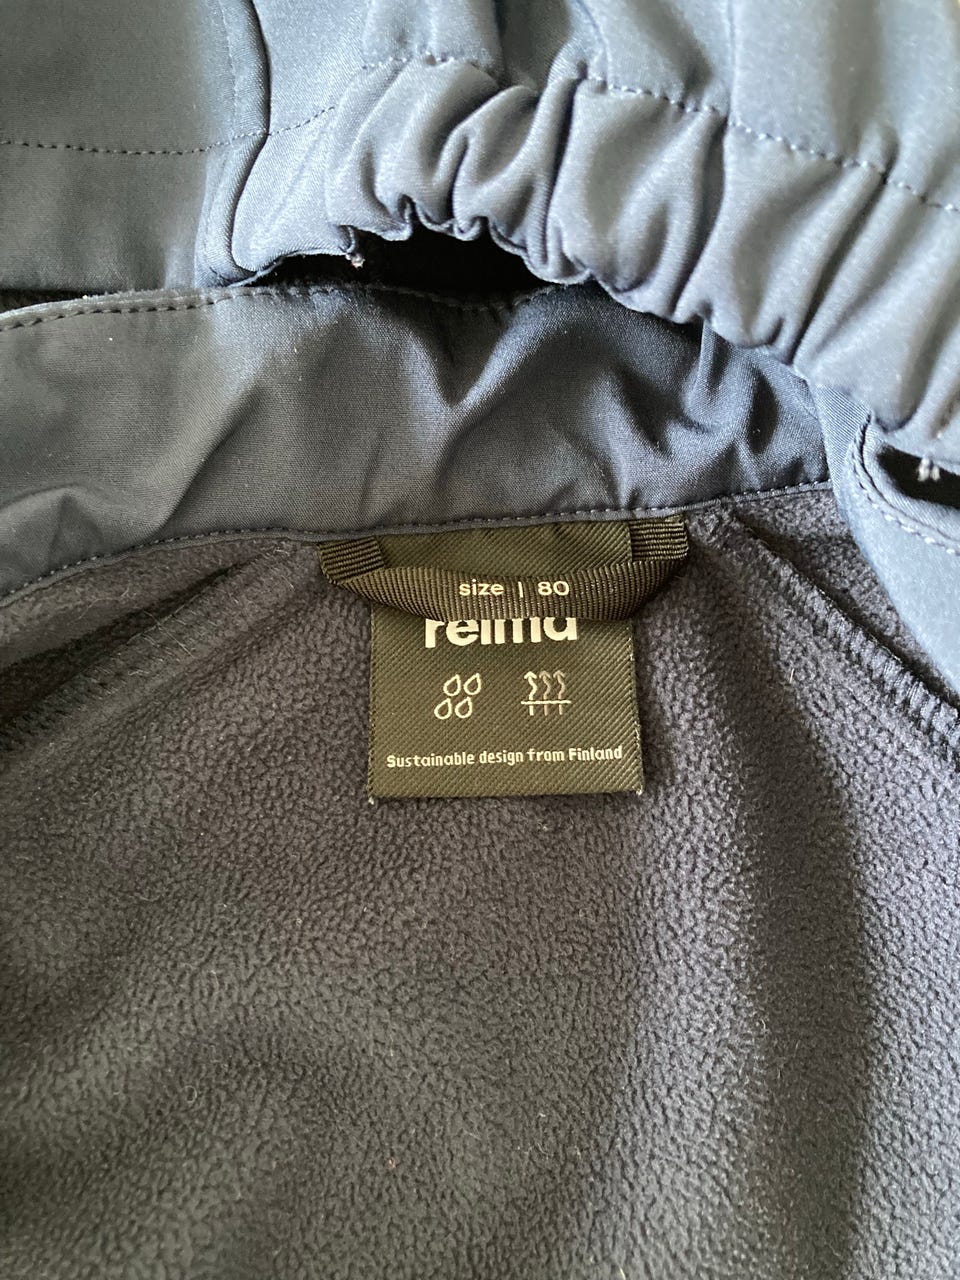 size | 80
reima
Sustainable design from Finland